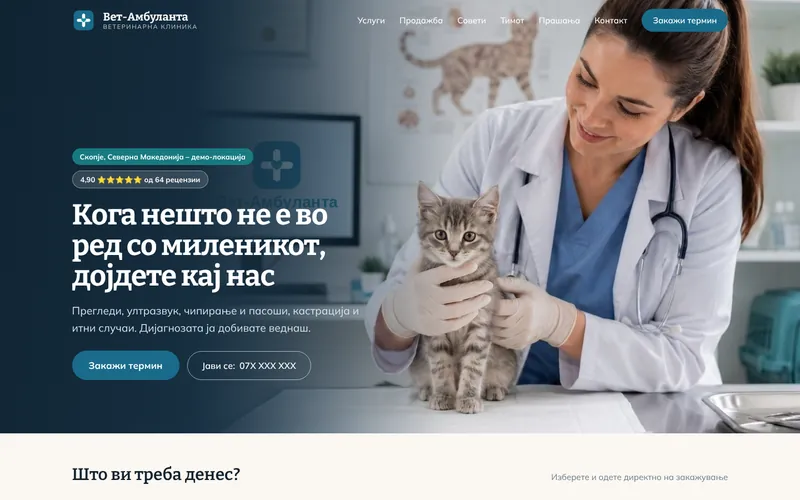 Вет-Амбуланта
ВЕТЕРИНАРНА КЛИНИКА
Услуги Продажба Совети Тимот Прашања Контакт Закажи термин
Скопје, Северна Македонија – демо-локација
4.90 ⭐⭐⭐⭐⭐ од 64 рецензии
Вет-Амбуланта
Кога нешто не е во
ред со миленикот,
дојдете кај нас
Прегледи, ултразвук, чипирање и пасоши, кастрација и
итни случаи. Дијагнозата ја добивате веднаш.
Закажи термин Јави се: 07X XXX XXX
Што ви треба денес?
Изберете и одете директно на закажување